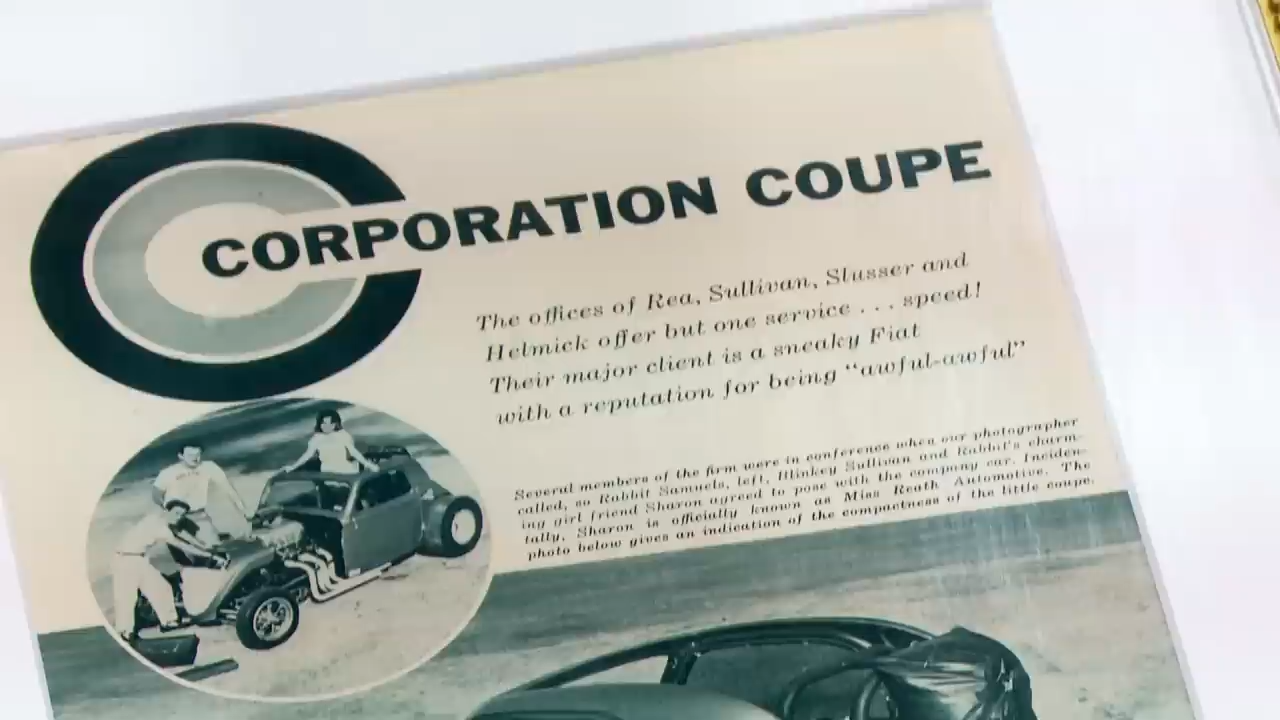 CORPORATION COUPE
The offices of Rea, Sullivan, Slusser and
Helmick offer but one service . . . speed!
Their major client is a sneaky Fiat
with a reputation for being "awful-awful"
Several members of the firm were in conference when our photographer
called, so Rabbit Samuels, left, Blinkey Sullivan and Rabbit's charm-
ing girl friend Sharon agreed to pose with the company car. Inciden-
tally, Sharon is officially known as Miss Reath Automotive. The
photo below gives an indication of the compactness of the little coupe.